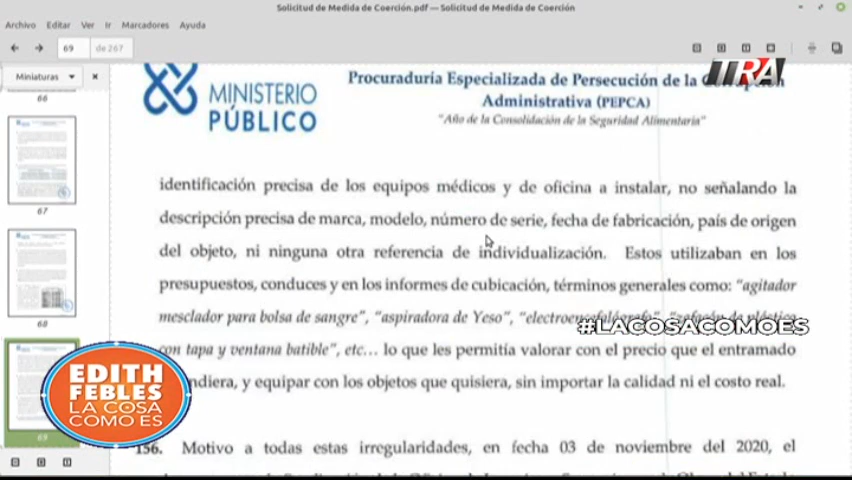 Solicitud de Medida de Coerción.pdf — Solicitud de Medida de Coerción
Archivo Editar Ver Ir Marcadores Ayuda
69 de 267
Miniaturas
66
67
68
69
MINISTERIO
PÚBLICO
Procuraduría Especializada de Persecución de la
Administrativa (PEPCA)
"Año de la Consolidación de la Seguridad Alimentaria"
TRA
identificación precisa de los equipos médicos y de oficina a instalar, no señalando la
descripción precisa de marca, modelo, número de serie, fecha de fabricación, país de origen
del objeto, ni ninguna otra referencia de individualización. Estos utilizaban en los
presupuestos, conduces y en los informes de cubicación, términos generales como: "agitador
mesclador para bolsa de sangre", "aspiradora de Yeso",
#LACOSACOMOES
con tapa y ventana batible", etc... lo que les permitía valorar con el precio que el entramado
y equipar con los objetos que quisiera, sin importar la calidad ni el costo real.
EDITH
FEBLES
LA COSA
COMO ES
156. Motivo a todas estas irregularidades, en fecha 03 de noviembre del 2020, el